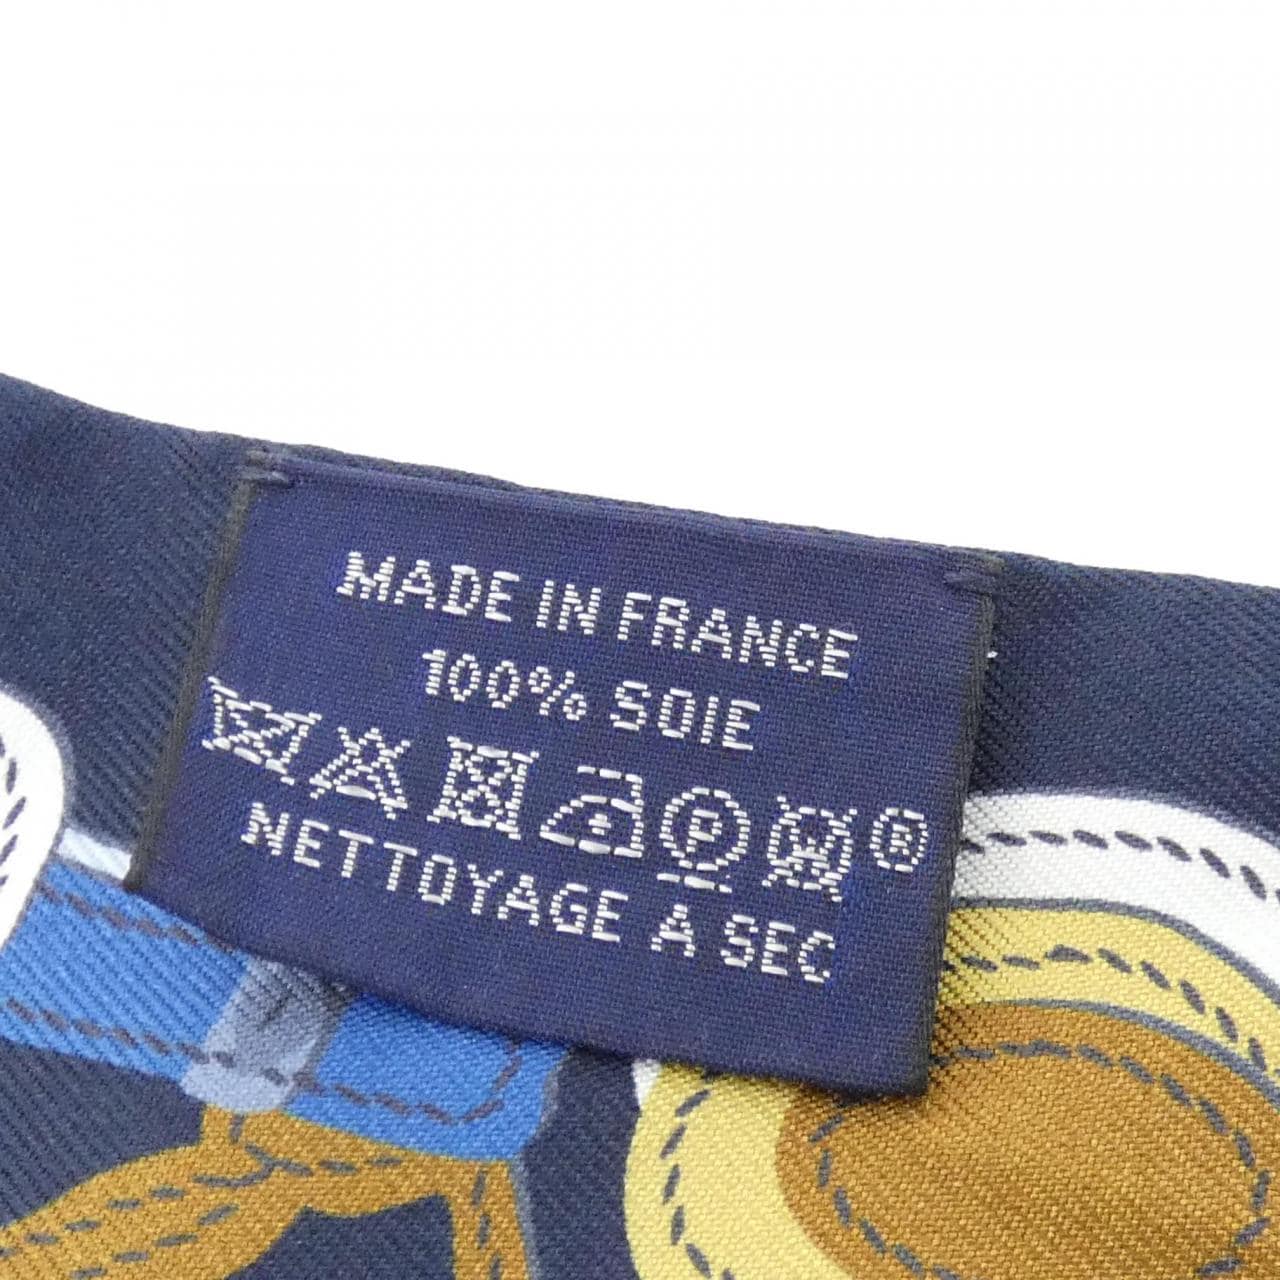 MADE IN FRANCE
100% SOIE
P ®
NETTOYAGE A SEC